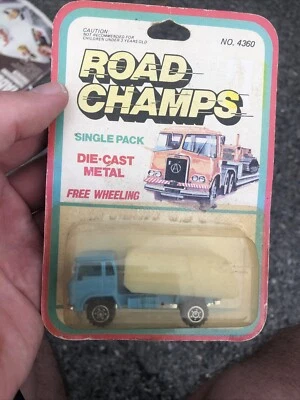 CAUTION:
NOT RECOMMENDED FOR
CHILDREN UNDER 3 YEARS OLD
NO. 4360
ROAD
CHAMPS
SINGLE PACK
DIE-CAST
METAL
FREE WHEELING